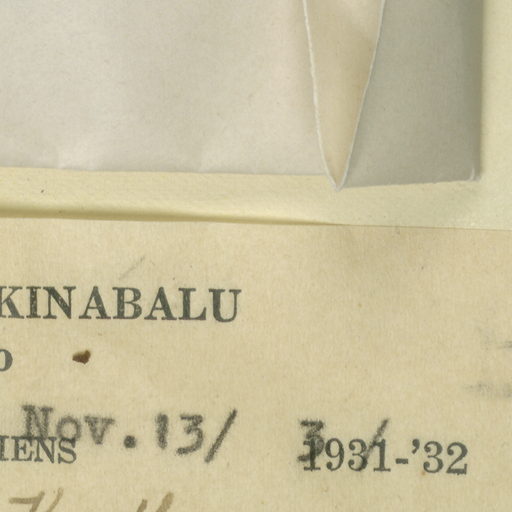 KINABALU
o
Nov. 13/ 3 /
IENS 1931-'32